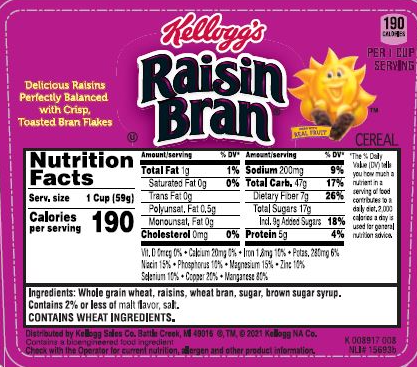 Kellogg's
Raisin
Bran
190
CALORIES
PER 1 CUP
SERVING
Delicious Raisins
Perfectly Balanced
with Crisp,
Toasted Bran Flakes
MADE WITH
REAL FRUIT
TM
CEREAL
Nutrition
Facts
Serv. size 1 Cup (59g)
Calories
per serving 190
Amount/serving % DV*
Total Fat 1g 1%
Saturated Fat 0g 0%
Trans Fat 0g
Polyunsat. Fat 0.5g
Monounsat. Fat 0g
Cholesterol 0mg 0%
Amount/serving % DV*
Sodium 200mg 9%
Total Carb. 47g 17%
Dietary Fiber 7g 26%
Total Sugars 17g
Incl. 9g Added Sugars 18%
Protein 5g 4%
*The % Daily
Value (DV) tells
you how much a
nutrient in a
serving of food
contributes to a
daily diet. 2,000
calories a day is
used for general
nutrition advice.
Vit. D 0mcg 0% • Calcium 20mg 0% • Iron 1.8mg 10% • Potas. 280mg 6%
Niacin 15% • Phosphorus 10% • Magnesium 15% • Zinc 10%
Selenium 10% • Copper 20% • Manganese 80%
Ingredients: Whole grain wheat, raisins, wheat bran, sugar, brown sugar syrup.
Contains 2% or less of malt flavor, salt.
CONTAINS WHEAT INGREDIENTS.
Distributed by Kellogg Sales Co. Battle Creek, MI 49016 ®, TM, © 2021 Kellogg NA Co.
Contains a bioengineered food ingredient
Check with the Operator for current nutrition, allergen and other product information.
K 008917 008
NLI# 15693b